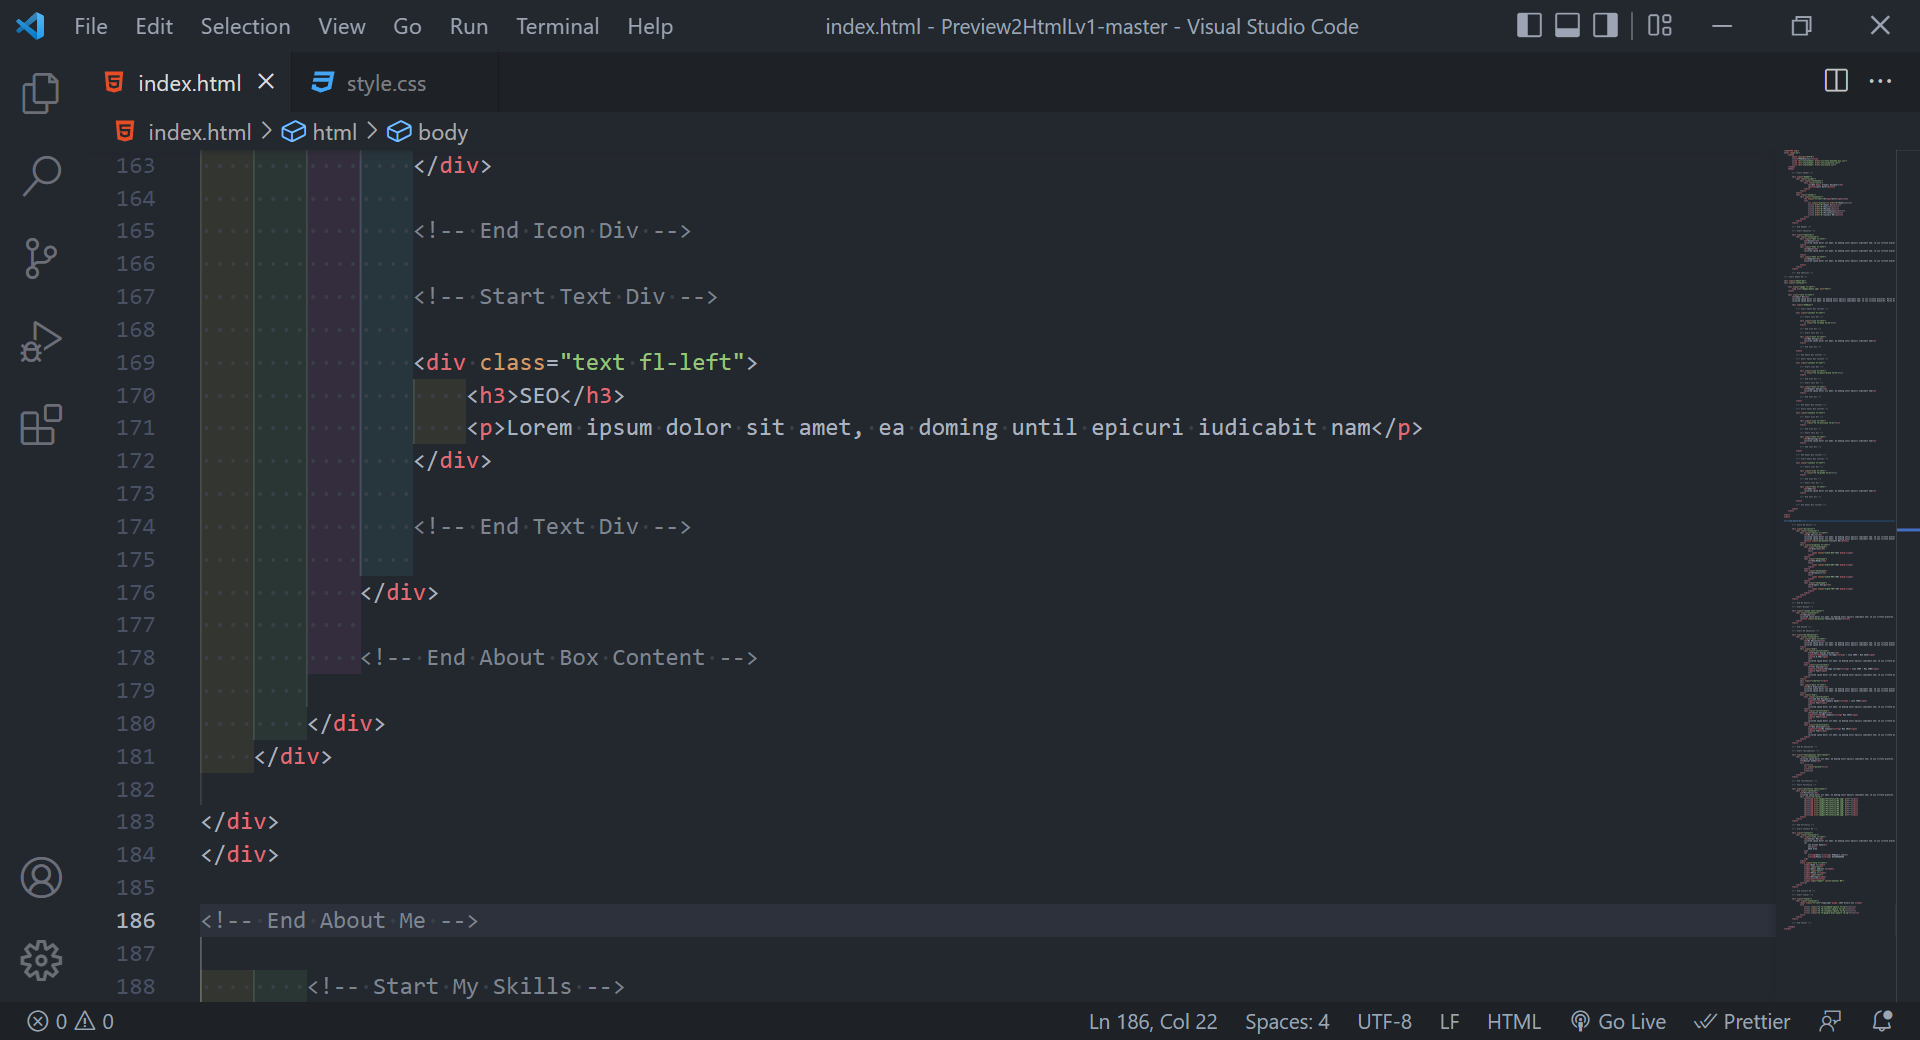 File Edit Selection View Go Run Terminal Help index.html - Preview2HtmlLv1-master - Visual Studio Code
index.html style.css
index.html > html > body
163 </div>
164
165 <!-- End Icon Div -->
166
167 <!-- Start Text Div -->
168
169 <div class="text fl-left">
170 <h3>SEO</h3>
171 <p>Lorem ipsum dolor sit amet, ea doming until epicuri iudicabit nam</p>
172 </div>
173
174 <!-- End Text Div -->
175
176 </div>
177
178 <!-- End About Box Content -->
179
180 </div>
181 </div>
182
183 </div>
184 </div>
185
186 <!-- End About Me -->
187
188 <!-- Start My Skills -->
0 0 Ln 186, Col 22 Spaces: 4 UTF-8 LF HTML Go Live Prettier